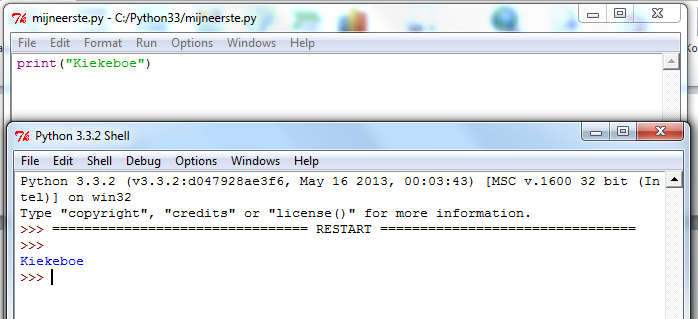 mijneerste.py - C:/Python33/mijneerste.py
File Edit Format Run Options Windows Help
print("Kiekeboe")
Python 3.3.2 Shell
File Edit Shell Debug Options Windows Help
Python 3.3.2 (v3.3.2:d047928ae3f6, May 16 2013, 00:03:43) [MSC v.1600 32 bit (In
tel)] on win32
Type "copyright", "credits" or "license()" for more information.
>>> ================================ RESTART ================================
>>>
Kiekeboe
>>>